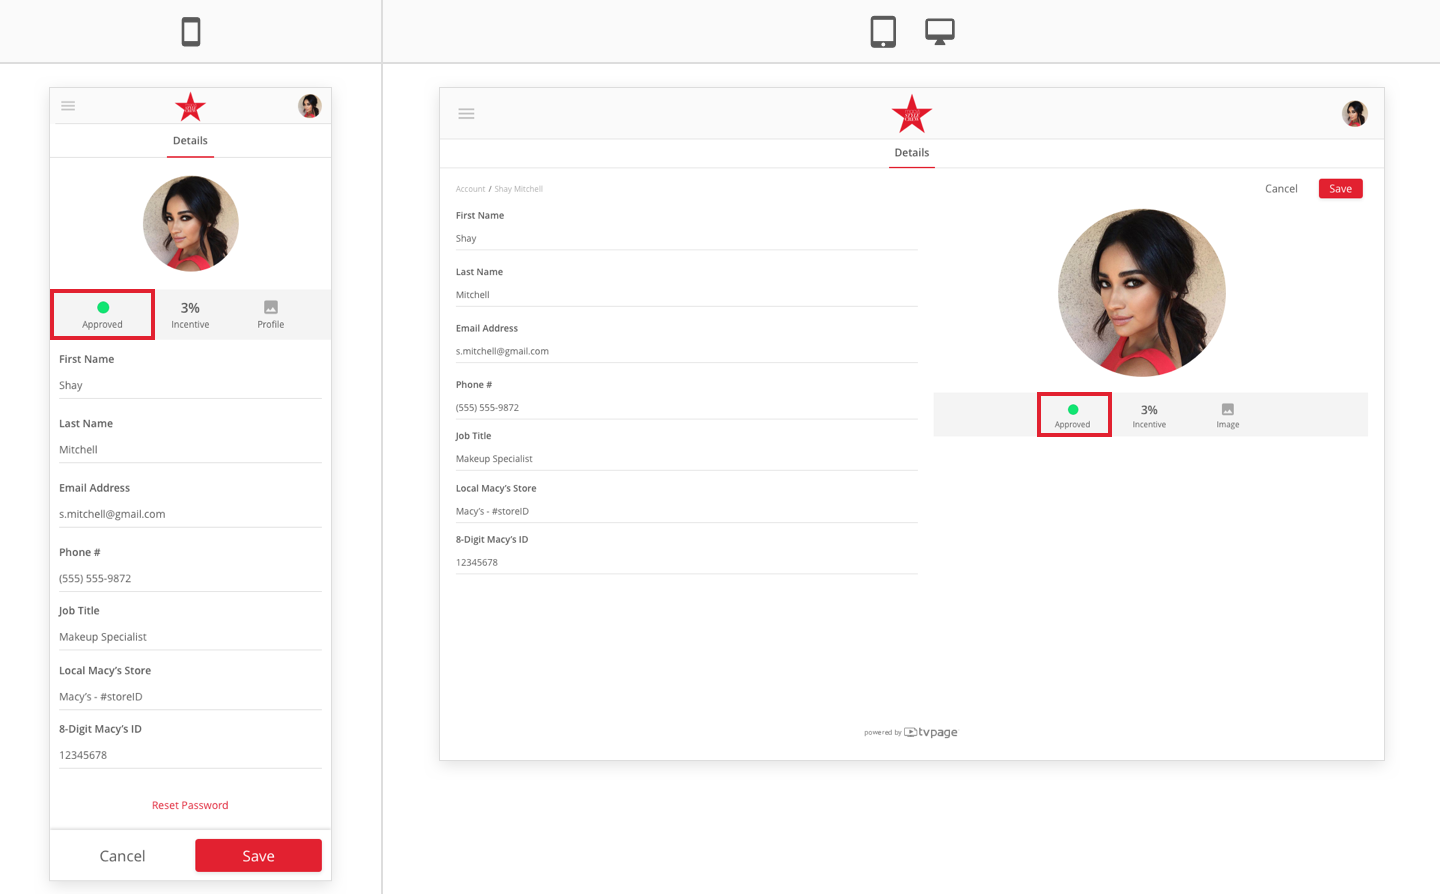 Details
Approved
3%
Incentive
Profile
First Name
Shay
Last Name
Mitchell
Email Address
s.mitchell@gmail.com
Phone #
(555) 555-9872
Job Title
Makeup Specialist
Local Macy's Store
Macy's - #storeID
8-Digit Macy's ID
12345678
Reset Password
Cancel
Save
STYLE
CREW
Details
Account / Shay Mitchell
Cancel
Save
First Name
Shay
Last Name
Mitchell
Email Address
s.mitchell@gmail.com
Phone #
(555) 555-9872
Job Title
Makeup Specialist
Local Macy's Store
Macy's - #storeID
8-Digit Macy's ID
12345678
Approved
3%
Incentive
Image
powered by tvpage